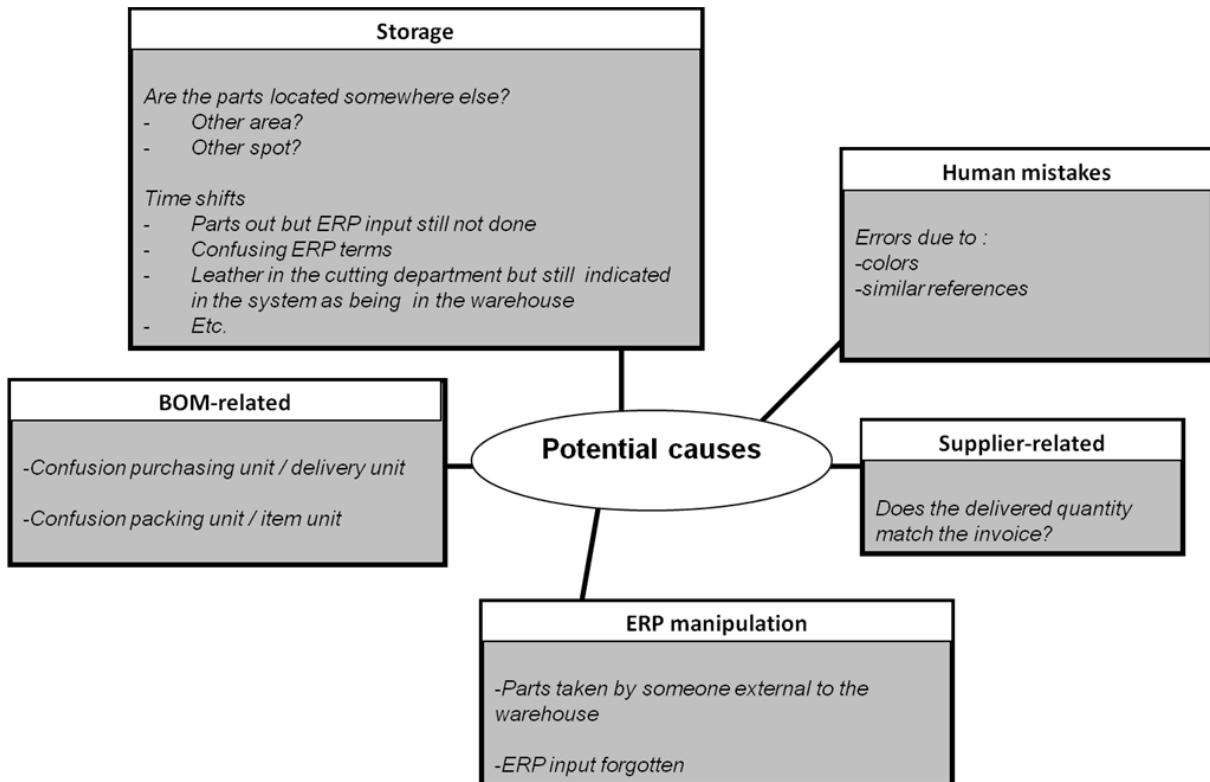 Storage
Are the parts located somewhere else?
- Other area?
- Other spot?
Time shifts
- Parts out but ERP input still not done
- Confusing ERP terms
- Leather in the cutting department but still indicated
in the system as being in the warehouse
- Etc.
Human mistakes
Errors due to :
-colors
-similar references
BOM-related
-Confusion purchasing unit / delivery unit
-Confusion packing unit / item unit
Potential causes
Supplier-related
Does the delivered quantity
match the invoice?
ERP manipulation
-Parts taken by someone external to the
warehouse
-ERP input forgotten